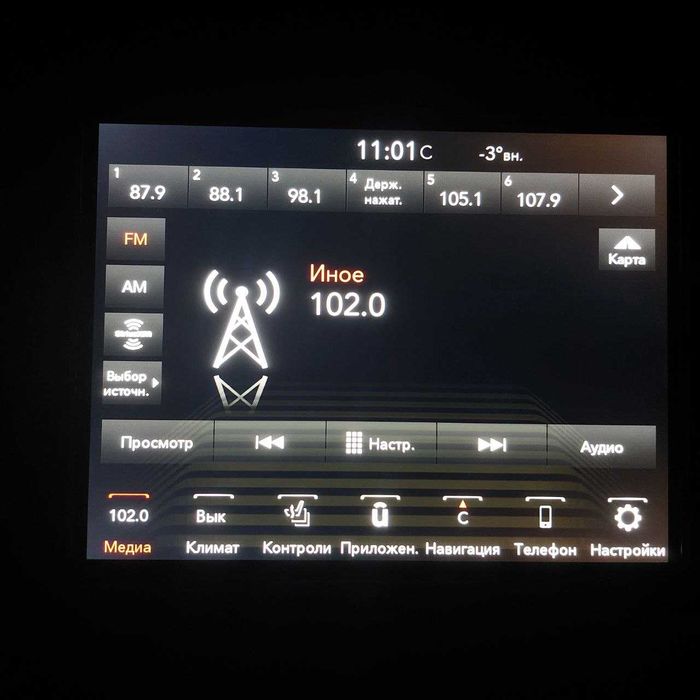 11:01С -3°вн.
1 87.9
2 88.1
3 98.1
4 Держ.
нажат.
5 105.1
6 107.9
FM
AM
Выбор
источн.
Иное
102.0
Карта
Просмотр Настр. Аудио
102.0 Вык С
Медиа Климат Контроли Приложен. Навигация Телефон Настройки